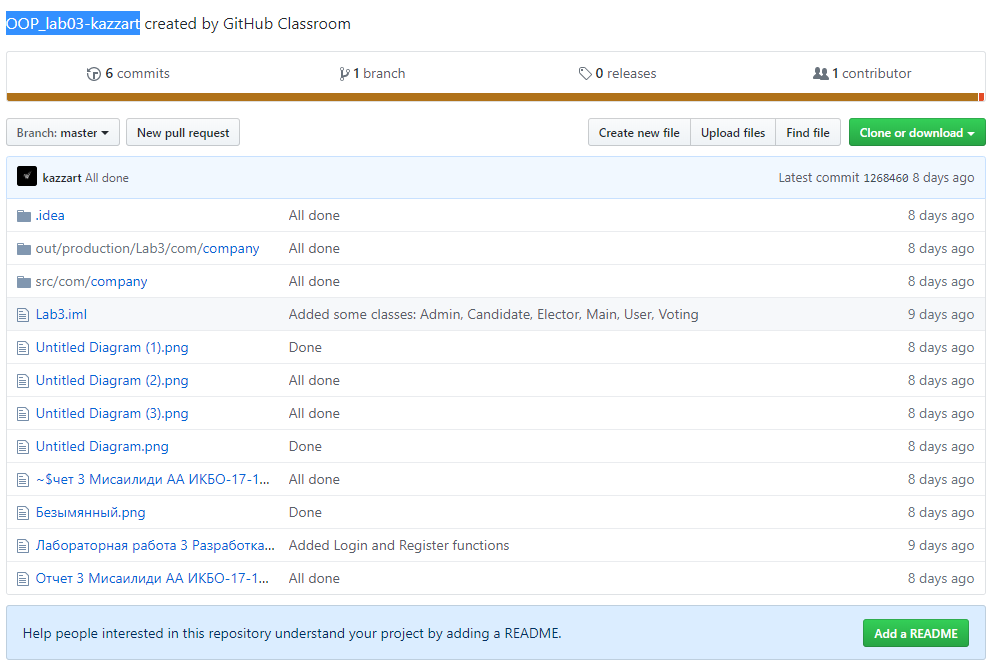 OOP_lab03-kazzart created by GitHub Classroom
6 commits 1 branch 0 releases 1 contributor
Branch: master New pull request Create new file Upload files Find file Clone or download
kazzart All done Latest commit 1268460 8 days ago
.idea All done 8 days ago
out/production/Lab3/com/company All done 8 days ago
src/com/company All done 8 days ago
Lab3.iml Added some classes: Admin, Candidate, Elector, Main, User, Voting 9 days ago
Untitled Diagram (1).png Done 8 days ago
Untitled Diagram (2).png All done 8 days ago
Untitled Diagram (3).png All done 8 days ago
Untitled Diagram.png Done 8 days ago
~$чет 3 Мисаилиди АА ИКБО-17-1... All done 8 days ago
Безымянный.png Done 8 days ago
Лабораторная работа 3 Разработка... Added Login and Register functions 9 days ago
Отчет 3 Мисаилиди АА ИКБО-17-1... All done 8 days ago
Help people interested in this repository understand your project by adding a README. Add a README